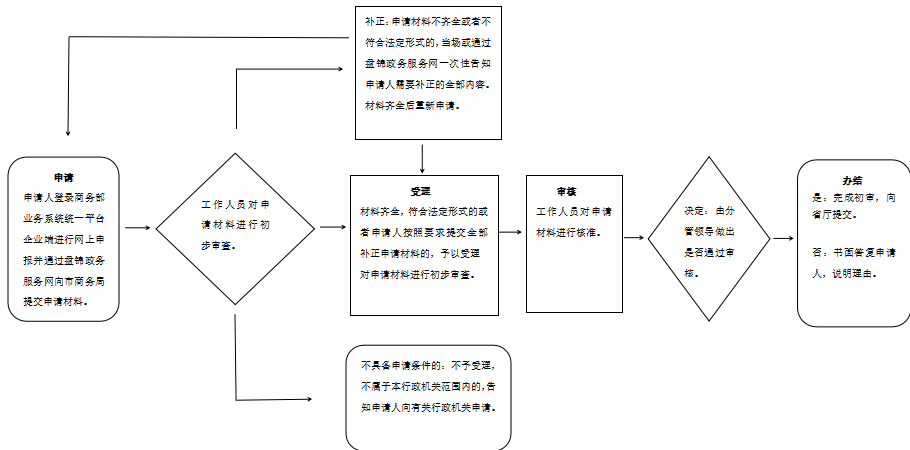 补正：申请材料不齐全或者不
符合法定形式的，当场或通过
盘锦政务服务网一次性告知
申请人需要补正的全部内容。
材料齐全后重新申请。
申请
申请人登录商务部
业务系统统一平台
企业端进行网上申
报并通过盘锦政务
服务网向市商务局
提交申请材料。
工作人员对申
请材料进行初
步审查。
受理
材料齐全，符合法定形式的或
者申请人按照要求提交全部
补正申请材料的，予以受理
对申请材料进行初步审查。
审核
工作人员对申请
材料进行核准。
决定：由分
管领导做出
是否通过审
核。
办结
是：完成初审，向
省厅提交。
否：书面答复申请
人，说明理由。
不具备申请条件的：不予受理，
不属于本行政机关范围内的，告
知申请人向有关行政机关申请。